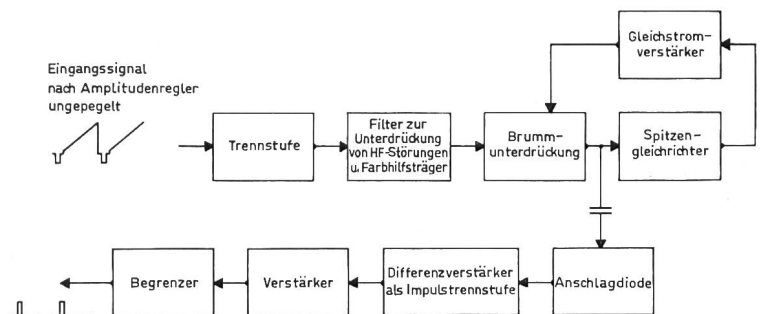 Gleichstrom-
verstärker
Eingangssignal
nach Amplitudenregler
ungepegelt
Trennstufe
Filter zur
Unterdrückung
von HF-Störungen
u. Farbhilfsträger
Brumm-
unterdrückung
Spitzen-
gleichrichter
Begrenzer
Verstärker
Differenzverstärker
als Impulstrennstufe
Anschlagdiode